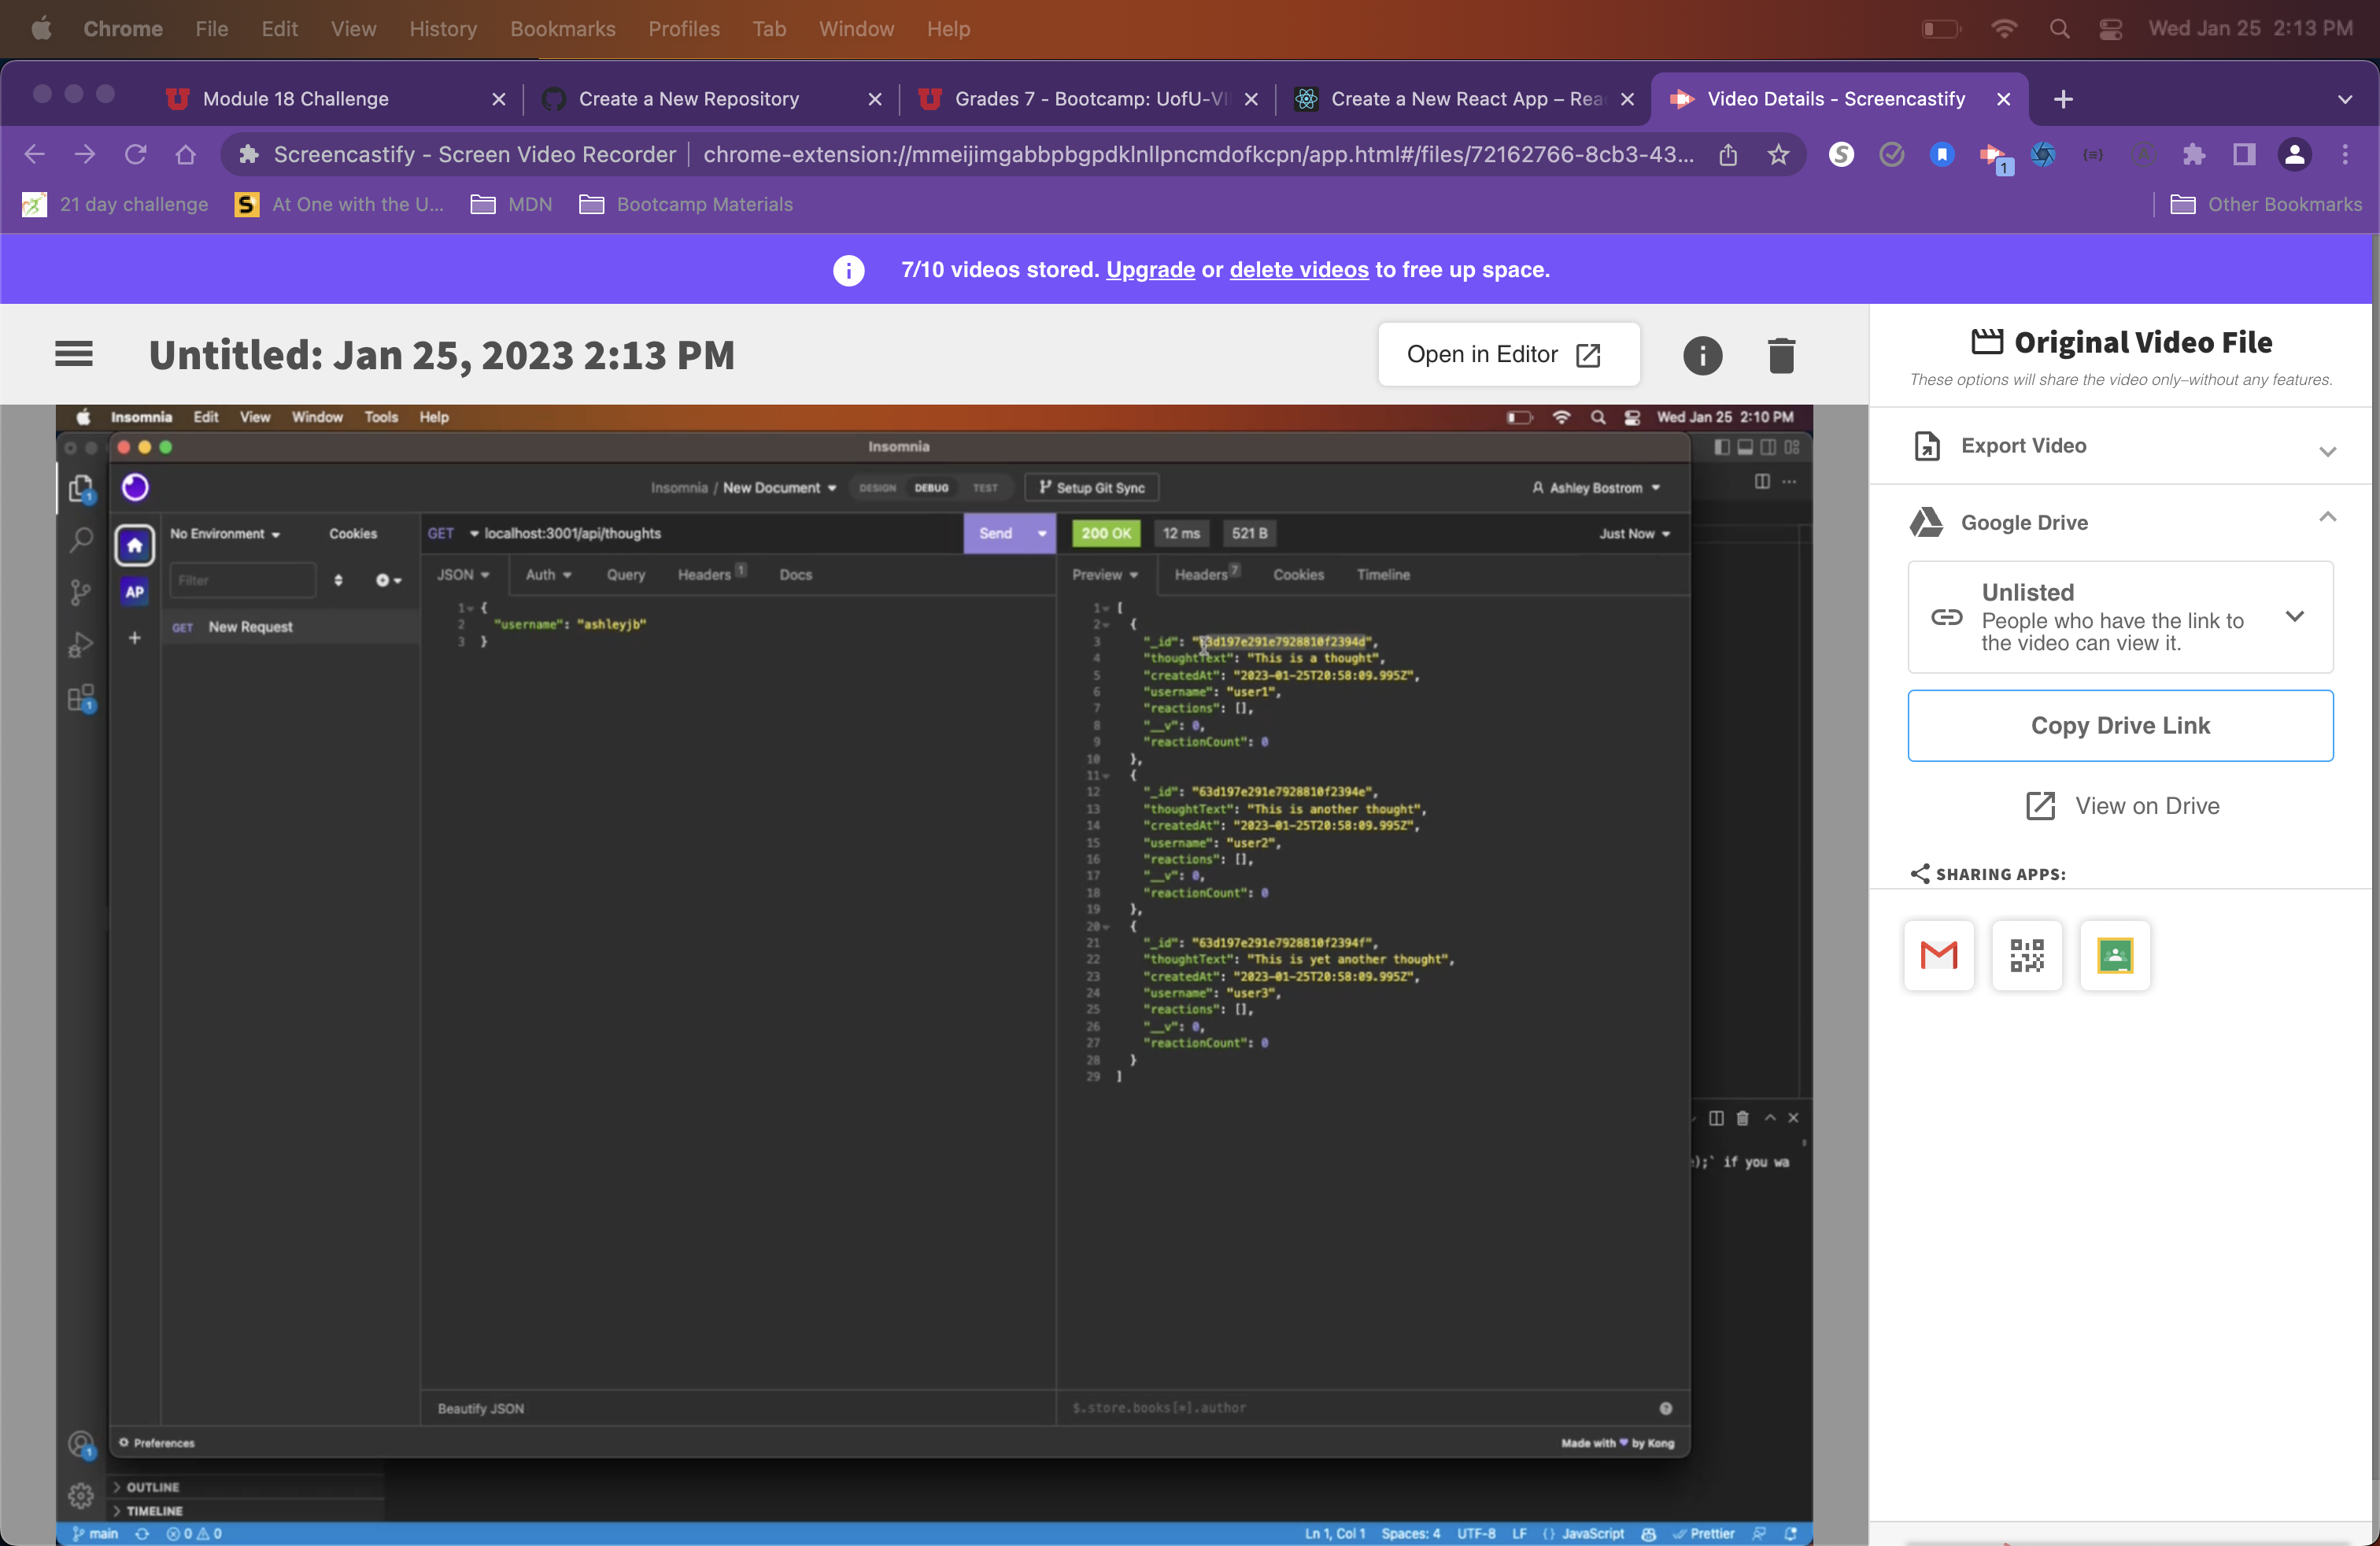 Chrome File Edit View History Bookmarks Profiles Tab Window Help Wed Jan 25 2:13 PM
Module 18 Challenge Create a New Repository Grades 7 - Bootcamp: UofU-VI Create a New React App – Rea Video Details - Screencastify
Screencastify - Screen Video Recorder chrome-extension://mmeijimgabbpbgpdklnllpncmdofkcpn/app.html#/files/72162766-8cb3-43... 1
21 day challenge At One with the U... MDN Bootcamp Materials Other Bookmarks
7/10 videos stored. Upgrade or delete videos to free up space.
Untitled: Jan 25, 2023 2:13 PM
Open in Editor
Insomnia Edit View Window Tools Help Wed Jan 25 2:10 PM
Insomnia
Insomnia / New Document DESIGN DEBUG TEST Setup Git Sync Ashley Bostrom
No Environment Cookies
GET localhost:3001/api/thoughts Send
200 OK 12 ms 521 B Just Now
Filter
JSON Auth Query Headers 1 Docs
Preview Headers 7 Cookies Timeline
AP
GET New Request
1 {
2 "username": "ashleyjb"
3 }
1 [
2 {
3 "_id": "63d197e291e7928810f2394d",
4 "thoughtText": "This is a thought",
5 "createdAt": "2023-01-25T20:58:09.995Z",
6 "username": "user1",
7 "reactions": [],
8 "__v": 0,
9 "reactionCount": 0
10 },
11 {
12 "_id": "63d197e291e7928810f2394e",
13 "thoughtText": "This is another thought",
14 "createdAt": "2023-01-25T20:58:09.995Z",
15 "username": "user2",
16 "reactions": [],
17 "__v": 0,
18 "reactionCount": 0
19 },
20 {
21 "_id": "63d197e291e7928810f2394f",
22 "thoughtText": "This is yet another thought",
23 "createdAt": "2023-01-25T20:58:09.995Z",
24 "username": "user3",
25 "reactions": [],
26 "__v": 0,
27 "reactionCount": 0
28 }
29 ]
);` if you wa
Beautify JSON
$.store.books[*].author
Preferences
Made with by Kong
OUTLINE
TIMELINE
main 0 0 Ln 1, Col 1 Spaces: 4 UTF-8 LF {} JavaScript Prettier
Original Video File
These options will share the video only–without any features.
Export Video
Google Drive
Unlisted
People who have the link to
the video can view it.
Copy Drive Link
View on Drive
SHARING APPS: